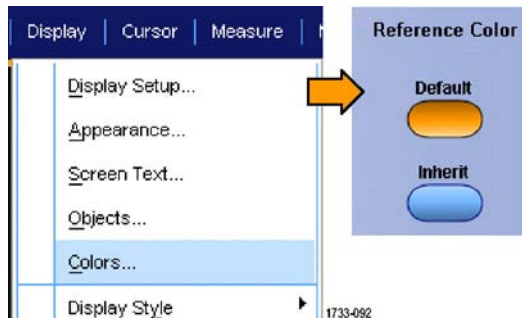 Display Cursor Measure
Display Setup...
Appearance...
Screen Text...
Objects...
Colors...
Display Style
Reference Color
Default
Inherit
1733-092